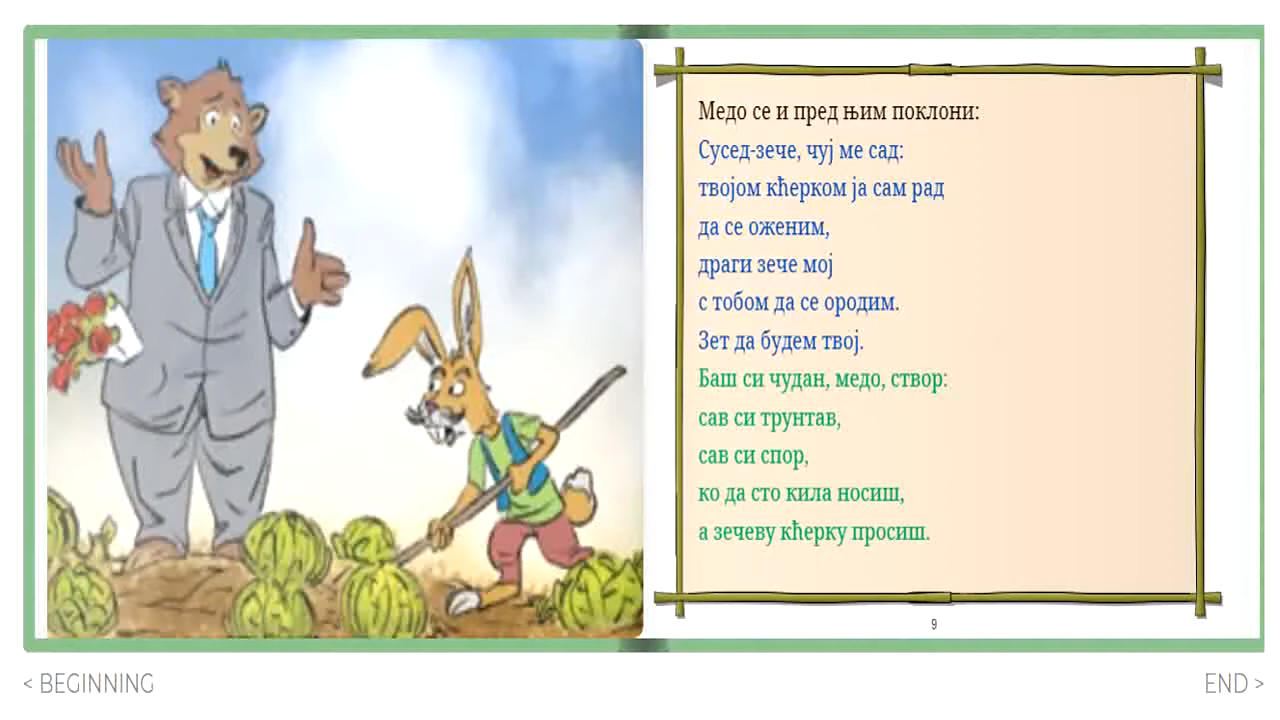 Медо се и пред њим поклони:
Сусед-зече, чуј ме сад:
твојом кћерком ја сам рад
да се оженим,
драги зече мој
с тобом да се ородим.
Зет да будем твој.
Баш си чудан, медо, створ:
сав си трунтав,
сав си спор,
ко да сто кила носиш,
а зечеву кћерку просиш.
9
< BEGINNING
END >